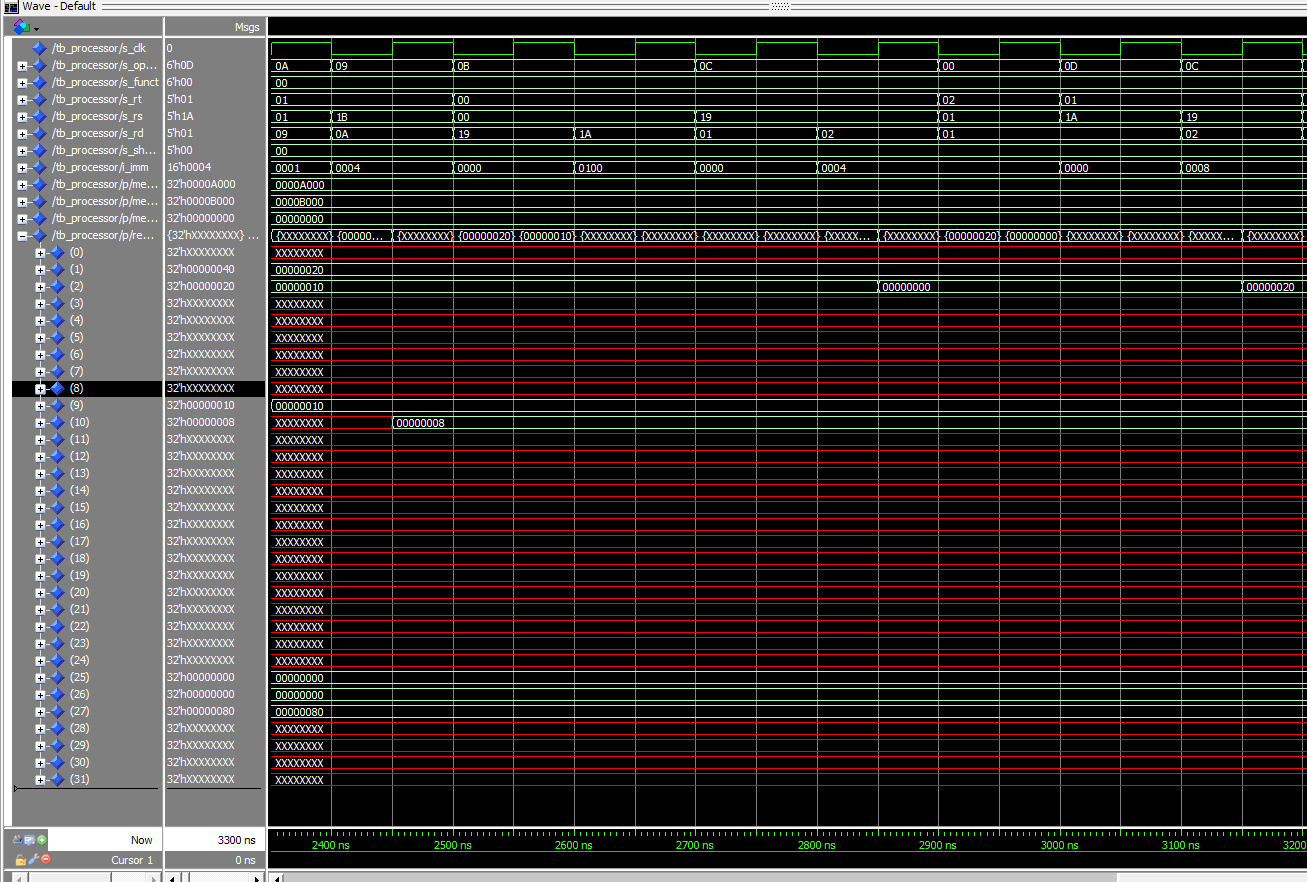 Wave - Default
Msgs
/tb_processor/s_clk 0
/tb_processor/s_op... 6'h0D 0A 09 0B 0C 00 0D 0C
/tb_processor/s_funct 6'h00 00
/tb_processor/s_rt 5'h01 01 00 02 01
/tb_processor/s_rs 5'h1A 01 1B 00 19 01 1A 19
/tb_processor/s_rd 5'h01 09 0A 19 1A 01 02 01 02
/tb_processor/s_sh... 5'h00 00
/tb_processor/i_imm 16'h0004 0001 0004 0000 0100 0000 0004 0000 0008
/tb_processor/p/me... 32'h0000A000 0000A000
/tb_processor/p/me... 32'h0000B000 0000B000
/tb_processor/p/me... 32'h00000000 00000000
/tb_processor/p/re... {32'hXXXXXXXX} ... {XXXXXXXX} {00000... {XXXXXXXX} {00000020} {00000010} {XXXXXXXX} {XXXXXXXX} {XXXXXXXX} {XXXXXXXX} {XXXXX... {XXXXXXXX} {00000020} {00000000} {XXXXXXXX} {XXXXXXXX} {XXXXX... {XXXXXXXX}
(0) 32'hXXXXXXXX XXXXXXXX
(1) 32'h00000040 00000020
(2) 32'h00000020 00000010 00000000 00000020
(3) 32'hXXXXXXXX XXXXXXXX
(4) 32'hXXXXXXXX XXXXXXXX
(5) 32'hXXXXXXXX XXXXXXXX
(6) 32'hXXXXXXXX XXXXXXXX
(7) 32'hXXXXXXXX XXXXXXXX
(8) 32'hXXXXXXXX XXXXXXXX
(9) 32'h00000010 00000010
(10) 32'h00000008 XXXXXXXX 00000008
(11) 32'hXXXXXXXX XXXXXXXX
(12) 32'hXXXXXXXX XXXXXXXX
(13) 32'hXXXXXXXX XXXXXXXX
(14) 32'hXXXXXXXX XXXXXXXX
(15) 32'hXXXXXXXX XXXXXXXX
(16) 32'hXXXXXXXX XXXXXXXX
(17) 32'hXXXXXXXX XXXXXXXX
(18) 32'hXXXXXXXX XXXXXXXX
(19) 32'hXXXXXXXX XXXXXXXX
(20) 32'hXXXXXXXX XXXXXXXX
(21) 32'hXXXXXXXX XXXXXXXX
(22) 32'hXXXXXXXX XXXXXXXX
(23) 32'hXXXXXXXX XXXXXXXX
(24) 32'hXXXXXXXX XXXXXXXX
(25) 32'h00000000 00000000
(26) 32'h00000000 00000000
(27) 32'h00000080 00000080
(28) 32'hXXXXXXXX XXXXXXXX
(29) 32'hXXXXXXXX XXXXXXXX
(30) 32'hXXXXXXXX XXXXXXXX
(31) 32'hXXXXXXXX XXXXXXXX
Now 3300 ns 2400 ns 2500 ns 2600 ns 2700 ns 2800 ns 2900 ns 3000 ns 3100 ns 3200
Cursor 1 0 ns